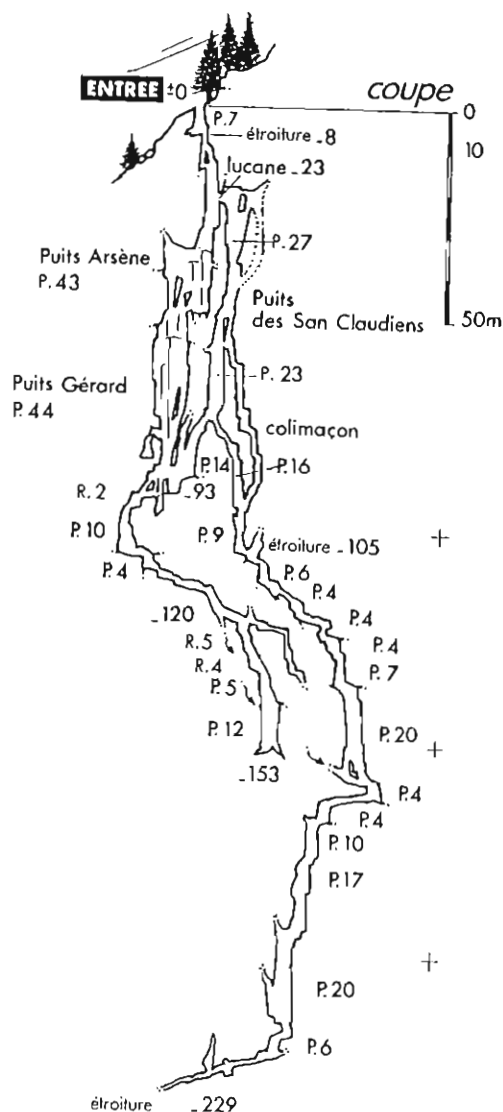 ENTREE ±0
coupe
0
P.7
10
étroiture -8
lucane -23
P.27
Puits Arsène
P.43
50m
Puits
des San Claudiens
P.23
Puits Gérard
P.44
colimaçon
P.14
P.16
R.2
-93
P.10
P.9
étroiture -105
P.4
P.6
P.4
-120
P.4
P.4
R.5
R.4
P.7
P.5
P.12
P.20
-153
P.4
P.4
P.10
P.17
P.20
P.6
étroiture -229